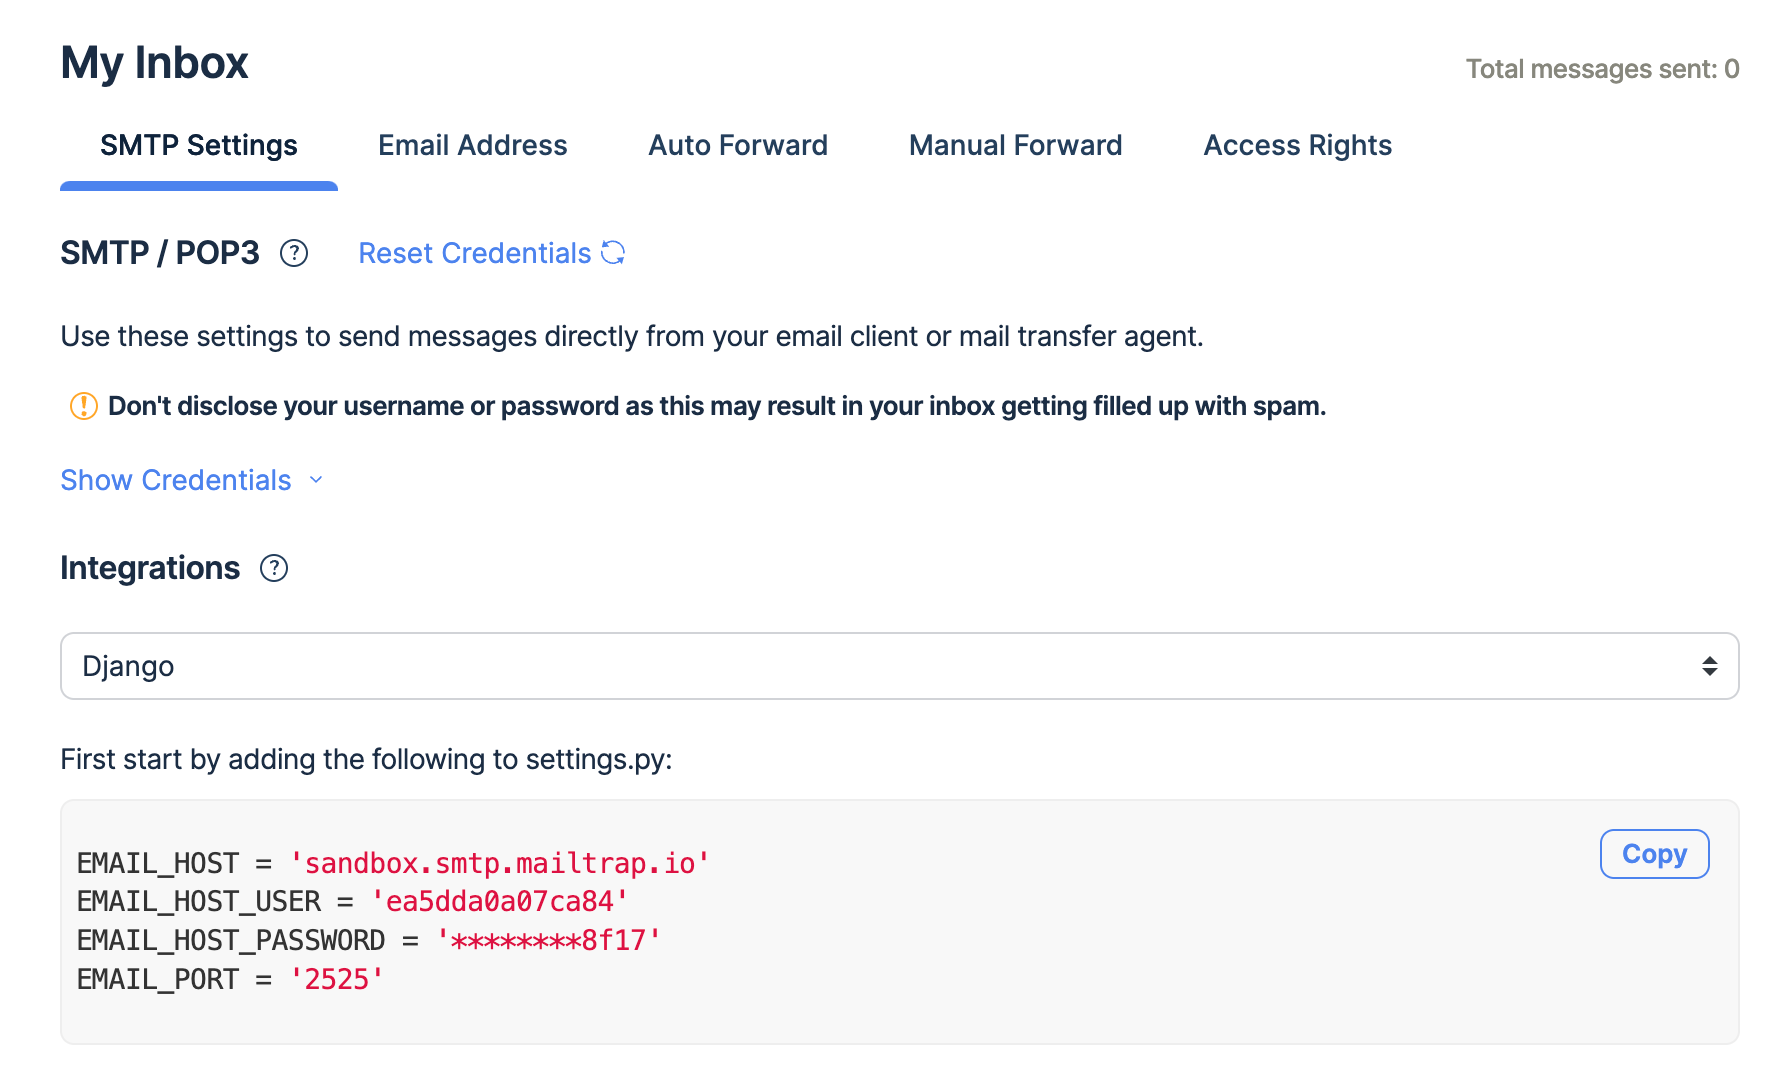 My Inbox
Total messages sent: 0
SMTP Settings Email Address Auto Forward Manual Forward Access Rights
SMTP / POP3 ? Reset Credentials
Use these settings to send messages directly from your email client or mail transfer agent.
! Don't disclose your username or password as this may result in your inbox getting filled up with spam.
Show Credentials
Integrations ?
Django
First start by adding the following to settings.py:
Copy
EMAIL_HOST = 'sandbox.smtp.mailtrap.io'
EMAIL_HOST_USER = 'ea5dda0a07ca84'
EMAIL_HOST_PASSWORD = '********8f17'
EMAIL_PORT = '2525'